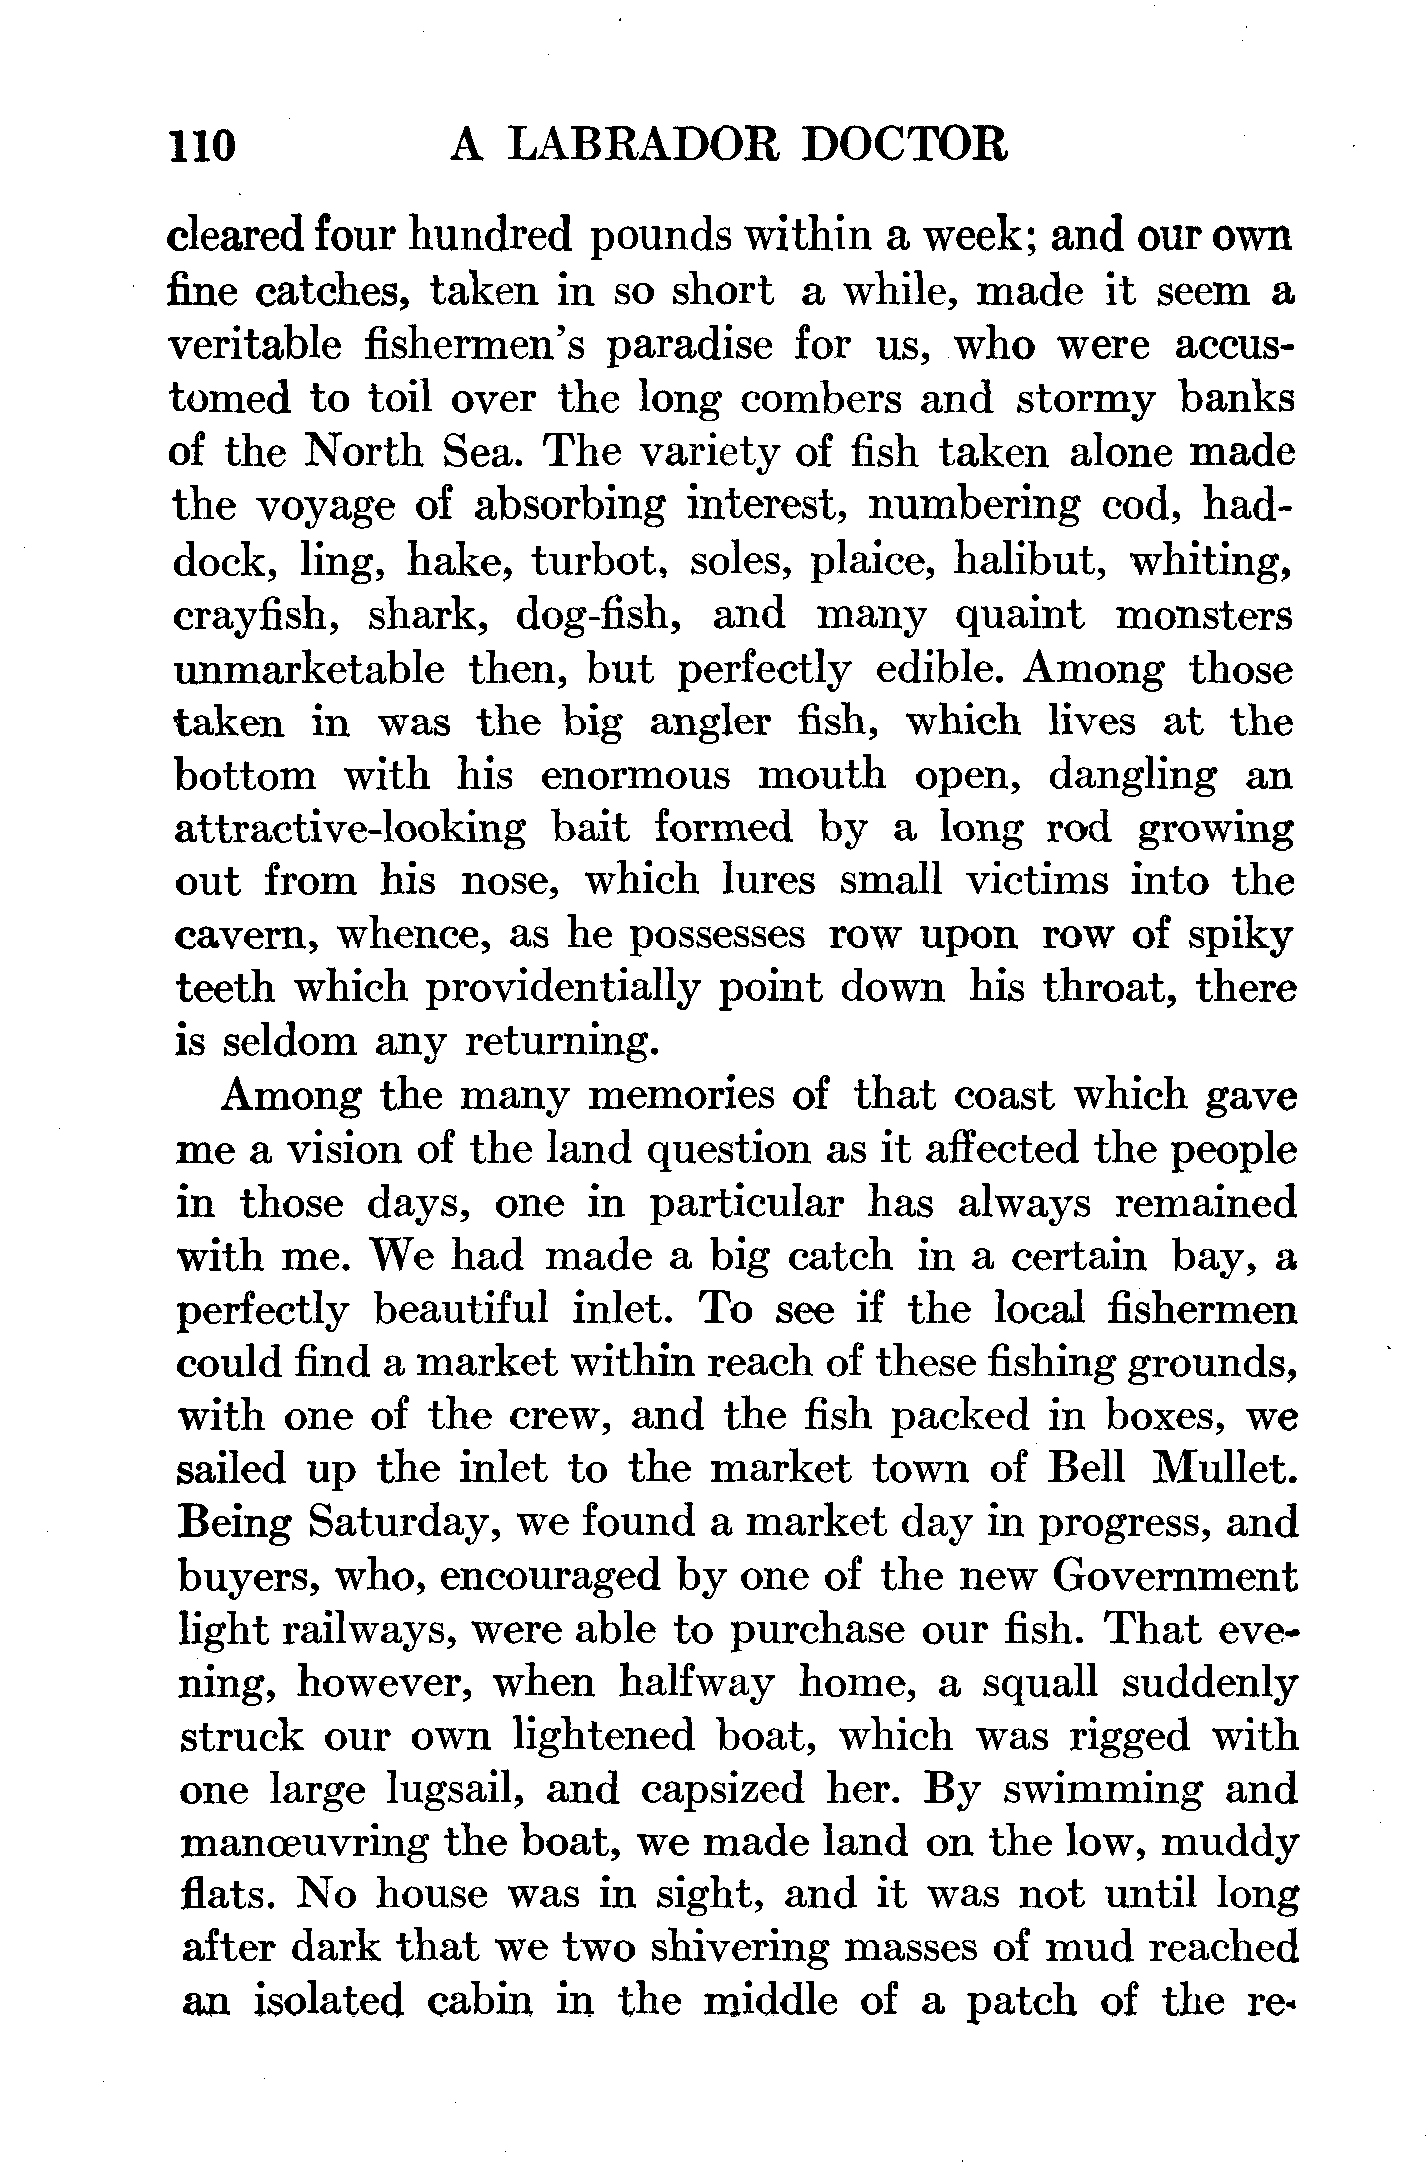 110 A LABRADOR DOCTOR
cleared four hundred pounds within a week; and our own
fine catches, taken in so short a while, made it seem a
veritable fishermen's paradise for us, who were accus-
tomed to toil over the long combers and stormy banks
of the North Sea. The variety of fish taken alone made
the voyage of absorbing interest, numbering cod, had-
dock, ling, hake, turbot, soles, plaice, halibut, whiting,
crayfish, shark, dog-fish, and many quaint monsters
unmarketable then, but perfectly edible. Among those
taken in was the big angler fish, which lives at the
bottom with his enormous mouth open, dangling an
attractive-looking bait formed by a long rod growing
out from his nose, which lures small victims into the
cavern, whence, as he possesses row upon row of spiky
teeth which providentially point down his throat, there
is seldom any returning.
Among the many memories of that coast which gave
me a vision of the land question as it affected the people
in those days, one in particular has always remained
with me. We had made a big catch in a certain bay, a
perfectly beautiful inlet. To see if the local fishermen
could find a market within reach of these fishing grounds,
with one of the crew, and the fish packed in boxes, we
sailed up the inlet to the market town of Bell Mullet.
Being Saturday, we found a market day in progress, and
buyers, who, encouraged by one of the new Government
light railways, were able to purchase our fish. That eve-
ning, however, when halfway home, a squall suddenly
struck our own lightened boat, which was rigged with
one large lugsail, and capsized her. By swimming and
manœuvring the boat, we made land on the low, muddy
flats. No house was in sight, and it was not until long
after dark that we two shivering masses of mud reached
an isolated cabin in the middle of a patch of the re-